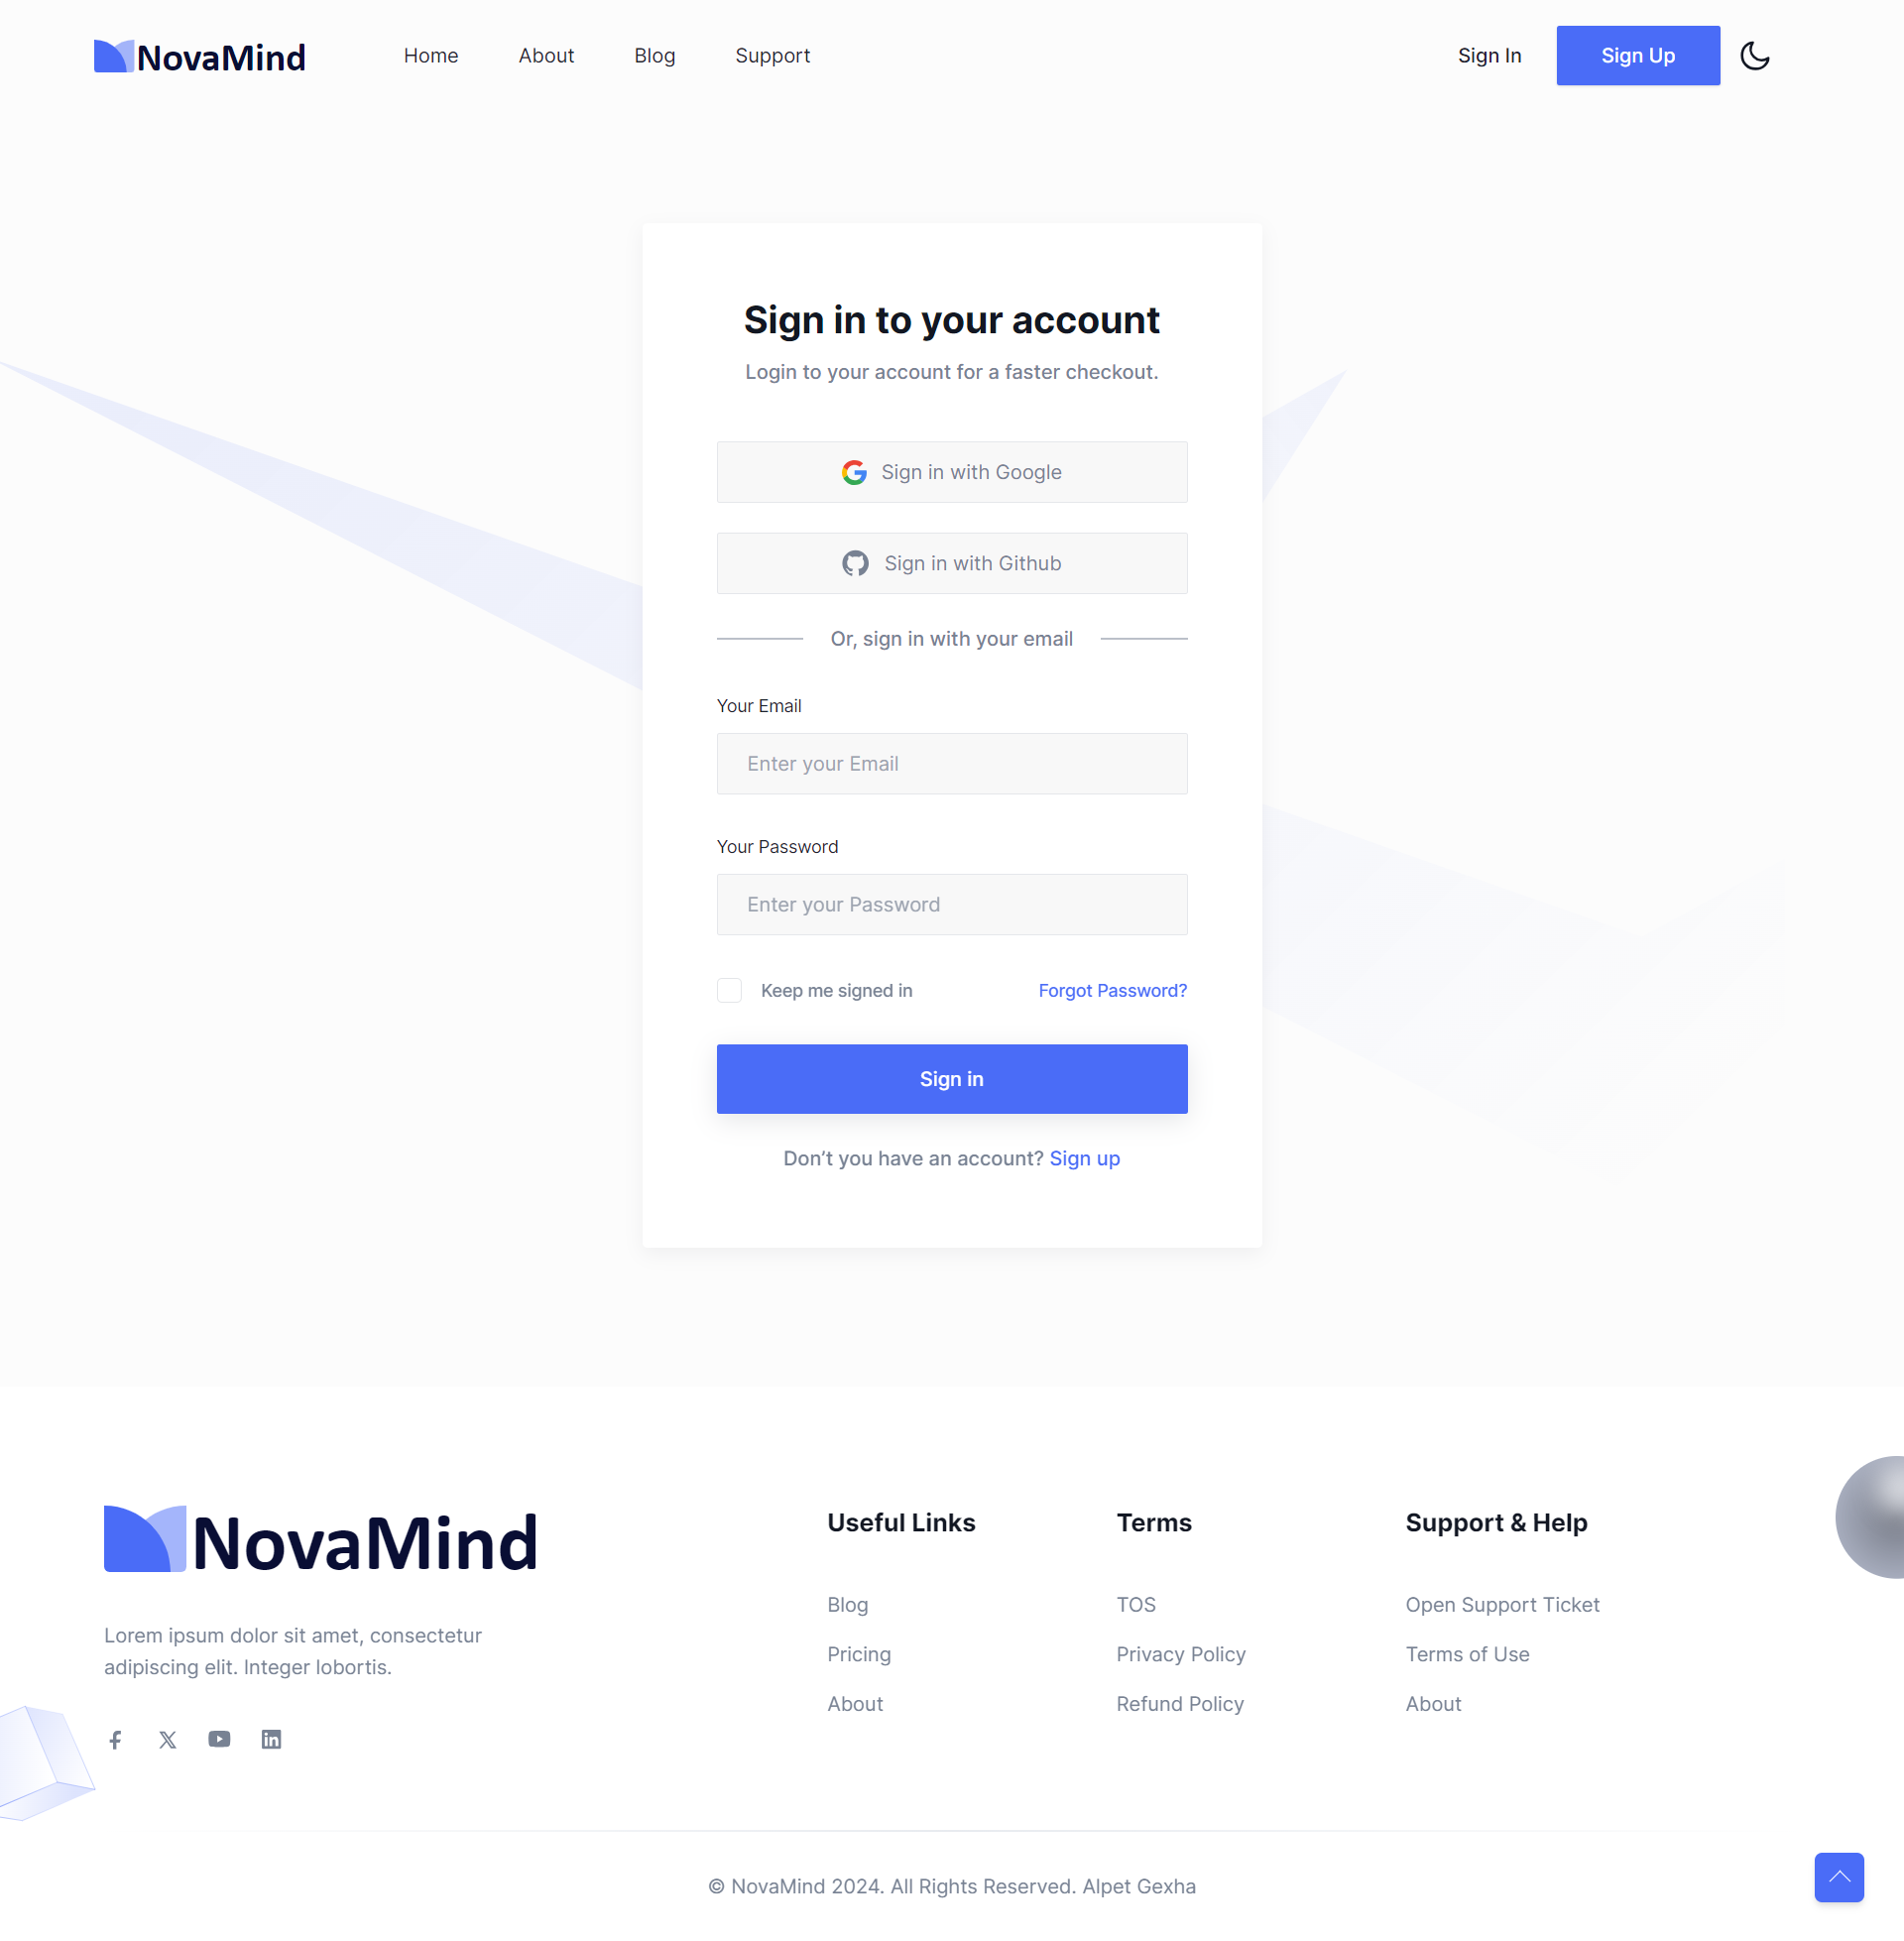 NovaMind
Home
About
Blog
Support
Sign In
Sign Up
Sign in to your account
Login to your account for a faster checkout.
Sign in with Google
Sign in with Github
Or, sign in with your email
Your Email
Enter your Email
Your Password
Enter your Password
Keep me signed in
Forgot Password?
Sign in
Don’t you have an account? Sign up
NovaMind
Lorem ipsum dolor sit amet, consectetur
adipiscing elit. Integer lobortis.
Useful Links
Blog
Pricing
About
Terms
TOS
Privacy Policy
Refund Policy
Support & Help
Open Support Ticket
Terms of Use
About
© NovaMind 2024. All Rights Reserved. Alpet Gexha